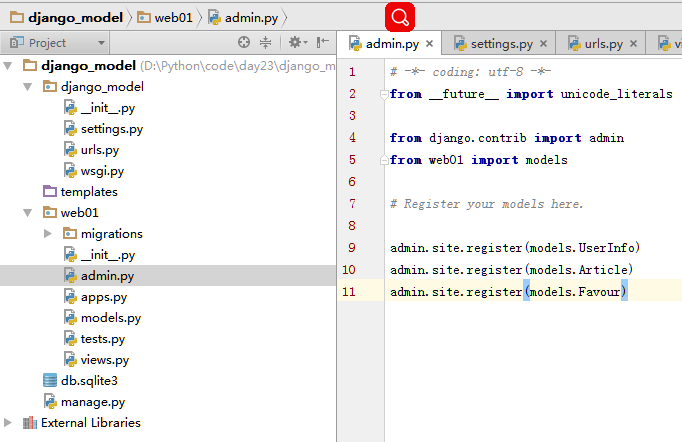 django_model web01 admin.py
Project
admin.py settings.py urls.py
django_model (D:\Python\code\day23\django_m
django_model
__init__.py
settings.py
urls.py
wsgi.py
templates
web01
migrations
__init__.py
admin.py
apps.py
models.py
tests.py
views.py
db.sqlite3
manage.py
External Libraries
1 # -*- coding: utf-8 -*-
2 from __future__ import unicode_literals
3
4 from django.contrib import admin
5 from web01 import models
6
7 # Register your models here.
8
9 admin.site.register(models.UserInfo)
10 admin.site.register(models.Article)
11 admin.site.register(models.Favour)